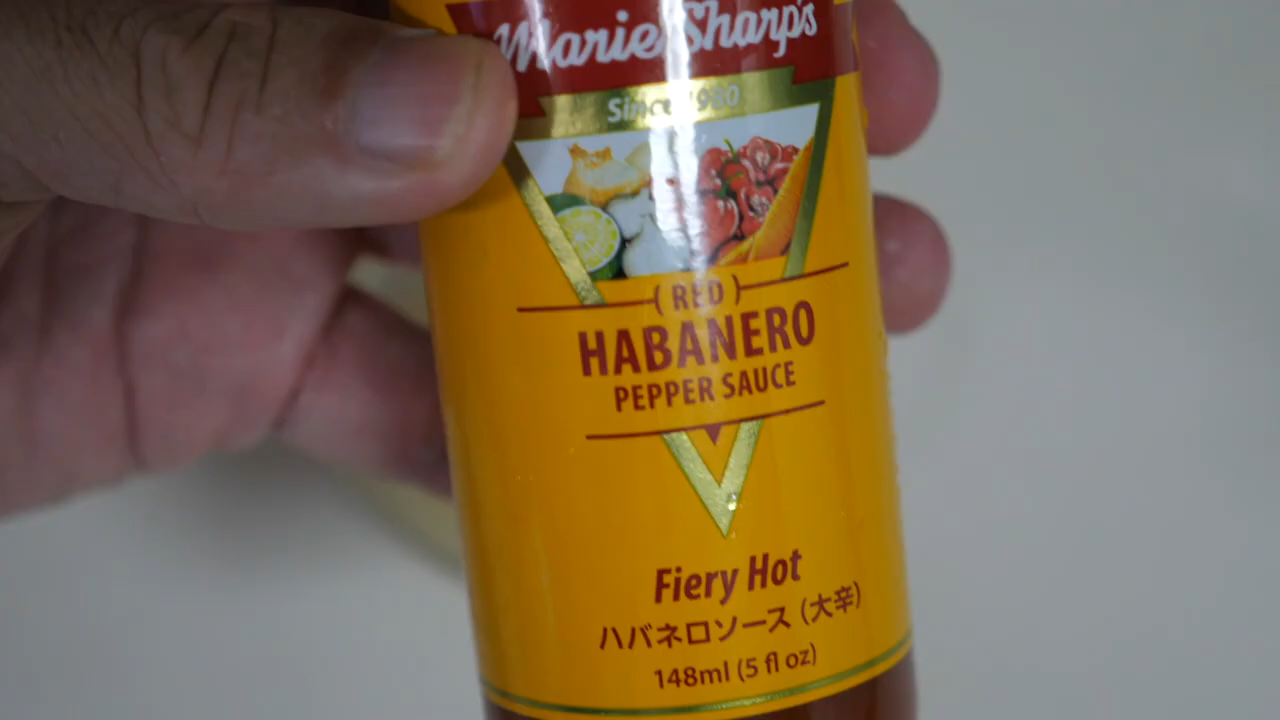 Marie Sharp's
Since 1980
(RED)
HABANERO
PEPPER SAUCE
Fiery Hot
ハバネロソース (大辛)
148ml (5 fl oz)